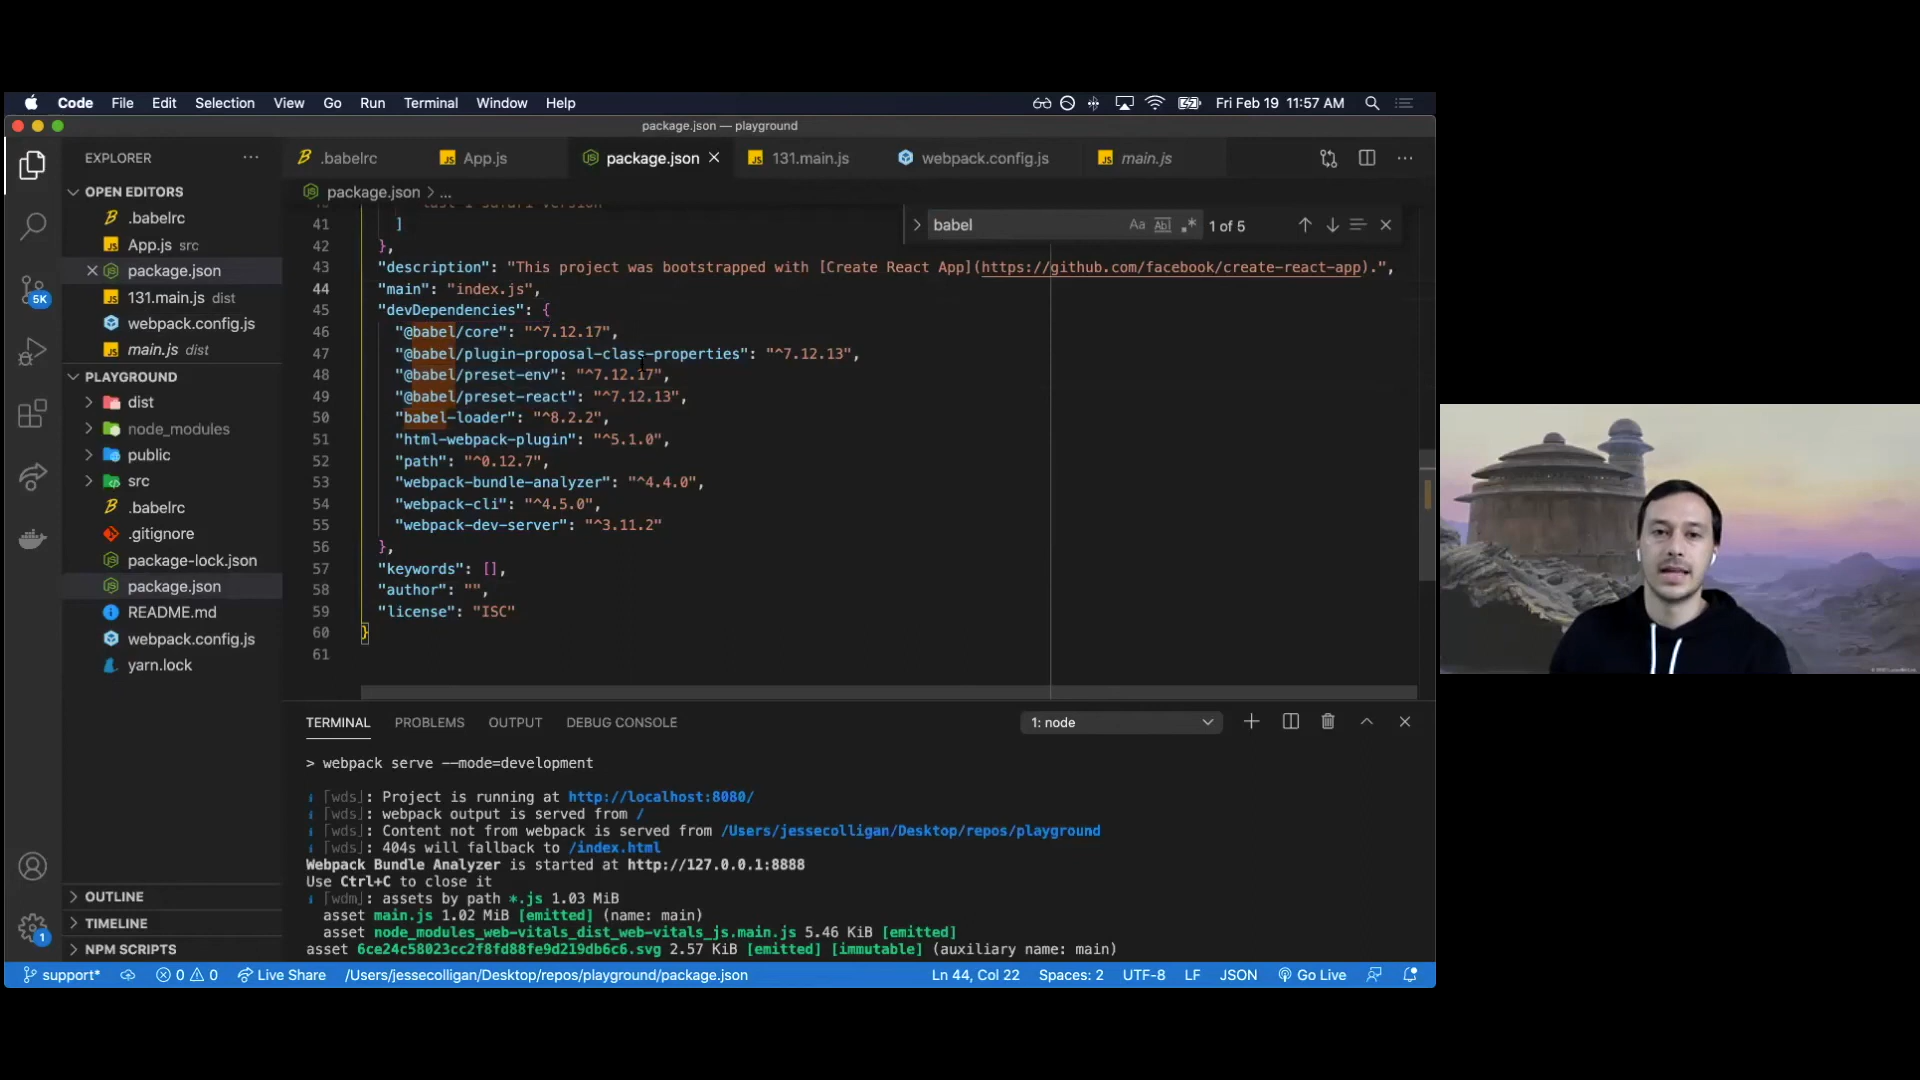 Code File Edit Selection View Go Run Terminal Window Help Fri Feb 19 11:57 AM
package.json — playground
EXPLORER
.babelrc App.js package.json 131.main.js webpack.config.js main.js
OPEN EDITORS
package.json > ...
.babelrc
App.js src
package.json
131.main.js dist
webpack.config.js
main.js dist
PLAYGROUND
dist
node_modules
public
src
.babelrc
.gitignore
package-lock.json
package.json
README.md
webpack.config.js
yarn.lock
OUTLINE
TIMELINE
NPM SCRIPTS
5K
1
babel Aa Abl .* 1 of 5
41 ]
42 },
43 "description": "This project was bootstrapped with [Create React App](https://github.com/facebook/create-react-app).",
44 "main": "index.js",
45 "devDependencies": {
46 "@babel/core": "^7.12.17",
47 "@babel/plugin-proposal-class-properties": "^7.12.13",
48 "@babel/preset-env": "^7.12.17",
49 "@babel/preset-react": "^7.12.13",
50 "babel-loader": "^8.2.2",
51 "html-webpack-plugin": "^5.1.0",
52 "path": "^0.12.7",
53 "webpack-bundle-analyzer": "^4.4.0",
54 "webpack-cli": "^4.5.0",
55 "webpack-dev-server": "^3.11.2"
56 },
57 "keywords": [],
58 "author": "",
59 "license": "ISC"
60 }
61
TERMINAL PROBLEMS OUTPUT DEBUG CONSOLE 1: node
> webpack serve --mode=development
i ｢wds｣: Project is running at http://localhost:8080/
i ｢wds｣: webpack output is served from /
i ｢wds｣: Content not from webpack is served from /Users/jessecolligan/Desktop/repos/playground
i ｢wds｣: 404s will fallback to /index.html
Webpack Bundle Analyzer is started at http://127.0.0.1:8888
Use Ctrl+C to close it
i ｢wdm｣: assets by path *.js 1.03 MiB
asset main.js 1.02 MiB [emitted] (name: main)
asset node_modules_web-vitals_dist_web-vitals_js.main.js 5.46 KiB [emitted]
asset 6ce24c58023cc2f8fd88fe9d219db6c6.svg 2.57 KiB [emitted] [immutable] (auxiliary name: main)
support* 0 0 Live Share /Users/jessecolligan/Desktop/repos/playground/package.json Ln 44, Col 22 Spaces: 2 UTF-8 LF JSON Go Live